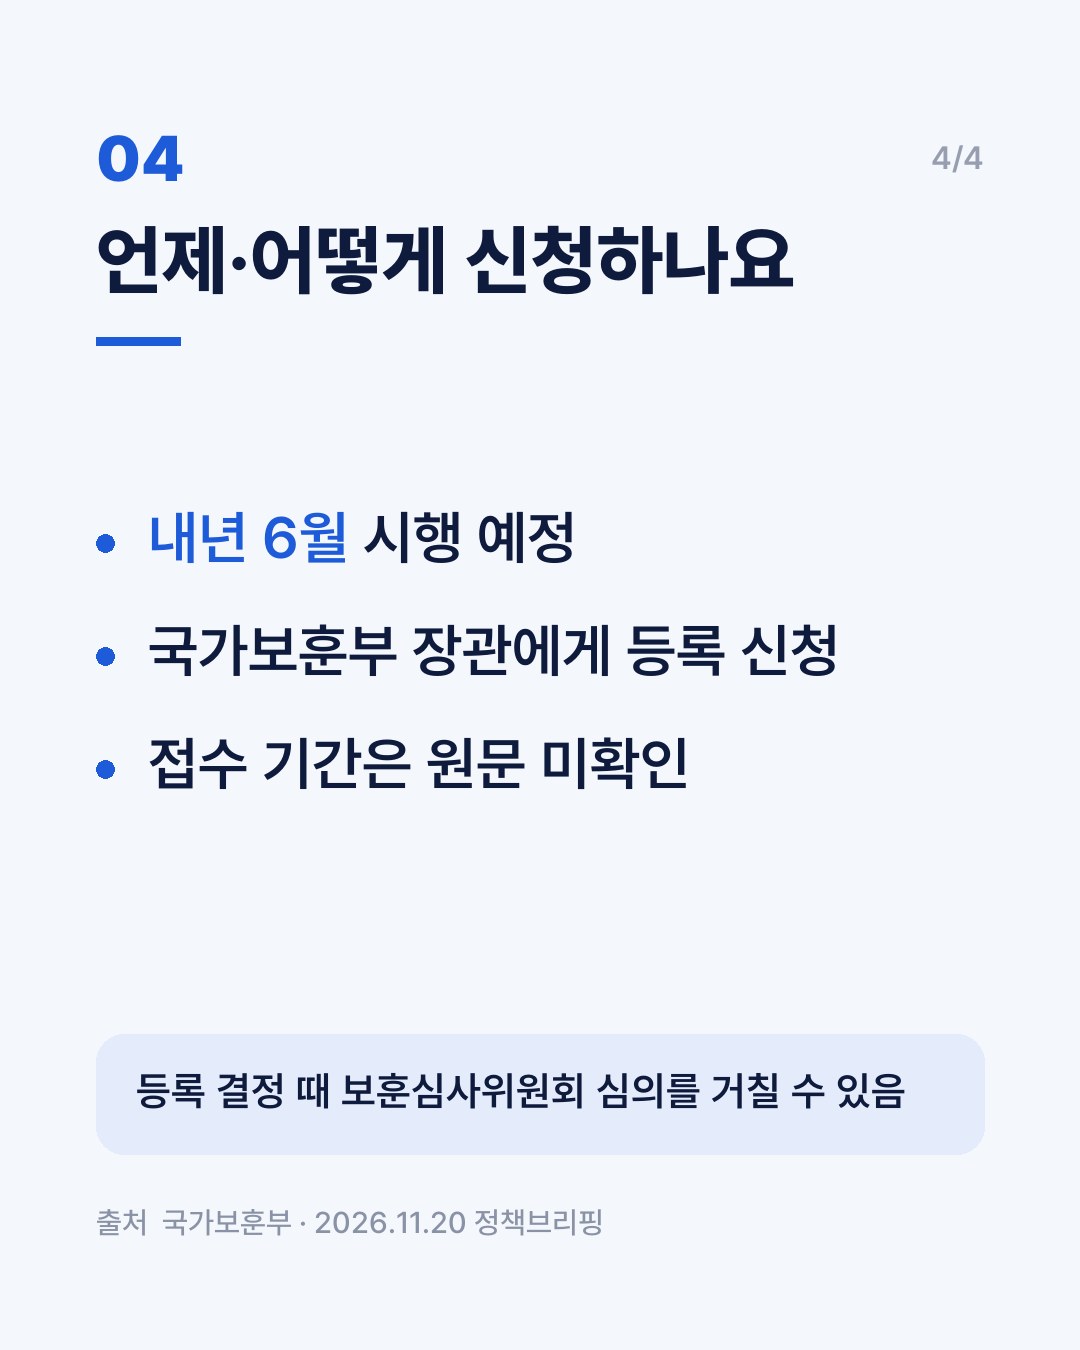 04
4/4
언제·어떻게 신청하나요
내년 6월 시행 예정
국가보훈부 장관에게 등록 신청
접수 기간은 원문 미확인
등록 결정 때 보훈심사위원회 심의를 거칠 수 있음
출처 국가보훈부 · 2026.11.20 정책브리핑